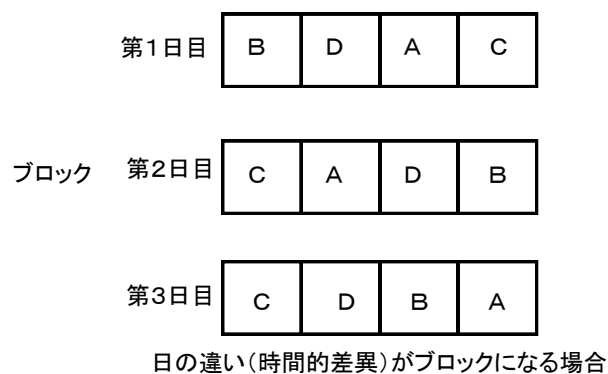 第1日目 B D A C
ブロック 第2日目 C A D B
第3日目 C D B A
日の違い(時間的差異)がブロックになる場合